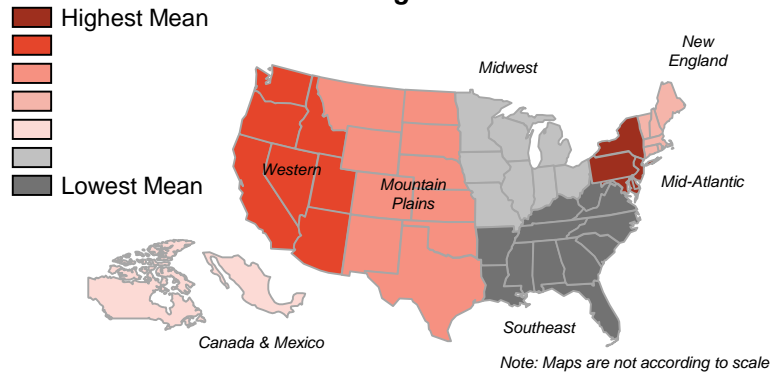 Highest Mean
New
England
Midwest
Western
Mountain
Plains
Mid-Atlantic
Lowest Mean
Southeast
Canada & Mexico
Note: Maps are not according to scale